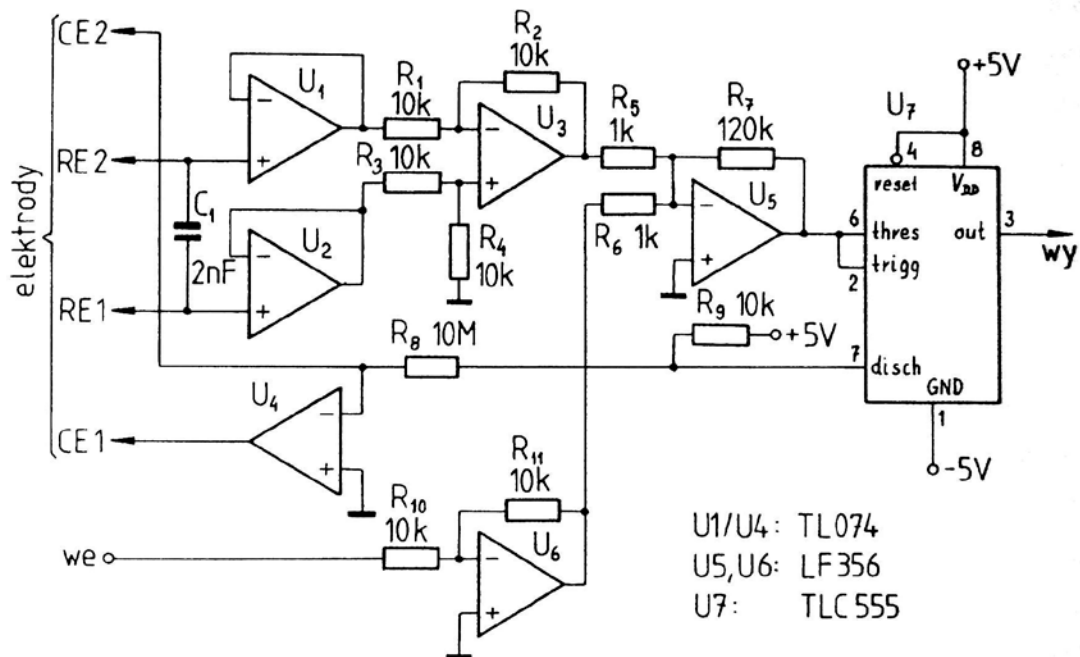 elektrody
CE2
RE2
RE1
CE1
C1
2nF
U1
U2
R1
10k
R3 10k
R2
10k
U3
R4
10k
R5
1k
R6 1k
R7
120k
U5
R8 10M
R9 10k
+5V
U4
we
R10
10k
R11
10k
U6
U7
+5V
4
8
reset
VDD
6
thres
out
3
wy
trigg
2
7
disch
GND
1
-5V
U1/U4: TL074
U5,U6: LF356
U7: TLC555
- + - + - + - + - + - +